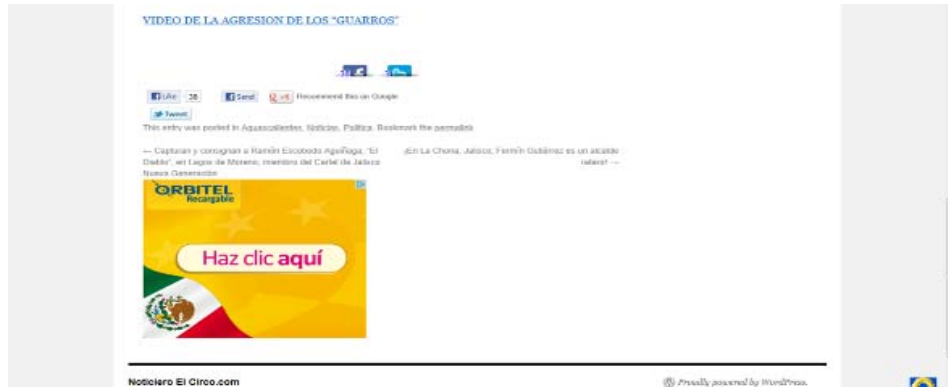 VIDEO DE LA AGRESION DE LOS "GUARROS"
Like 38 Send +1 Recommend this on Google
Tweet
This entry was posted in Aguascalientes, Noticias, Política. Bookmark the permalink
← Capturan y consignan a Ramón Escobedo Aguiñaga, "El
Diablo", en Lagos de Moreno, miembro del Cartel de Jalisco
Nueva Generación
¡En La Chona, Jalisco, Fermín Gutiérrez es un alcalde
ratero! →
ORBITEL
Recargable
Haz clic aquí
Noticiero El Circo.com
Proudly powered by WordPress.